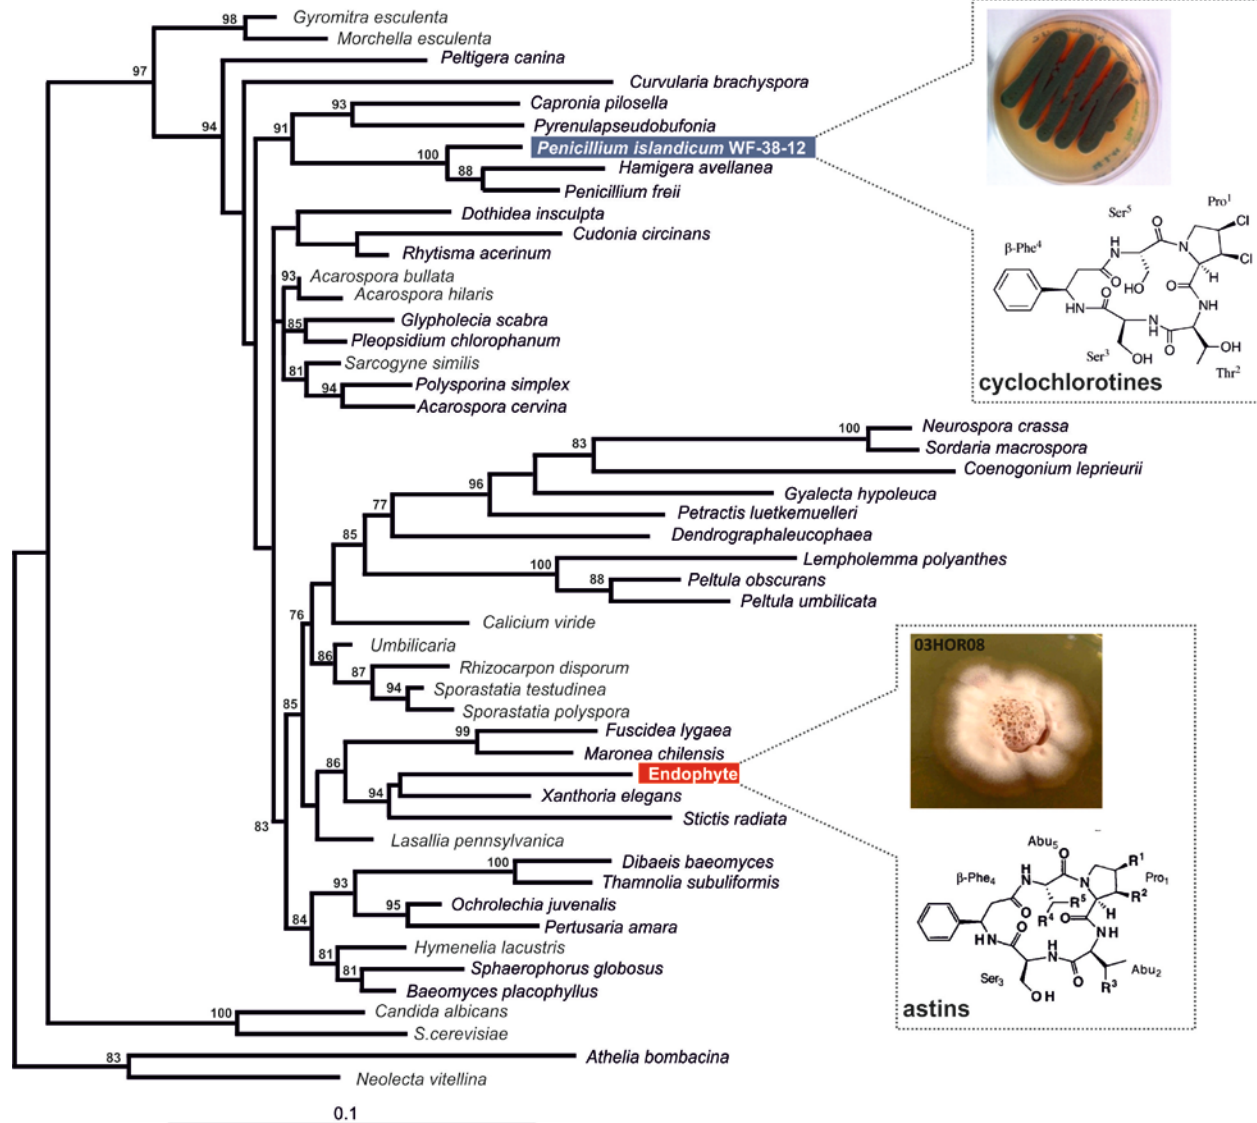 98
Gyromitra esculenta
Morchella esculenta
97
Peltigera canina
94
Curvularia brachyspora
93
Capronia pilosella
91
Pyrenulapseudobufonia
100
Penicillium islandicum WF-38-12
88
Hamigera avellanea
Penicillium freii
Dothidea insculpta
Cudonia circinans
Rhytisma acerinum
93
Acarospora bullata
Acarospora hilaris
85
Glypholecia scabra
Pleopsidium chlorophanum
81
Sarcogyne similis
94
Polysporina simplex
Acarospora cervina
100
Neurospora crassa
83
Sordaria macrospora
Coenogonium leprieurii
96
Gyalecta hypoleuca
77
Petractis luetkemuelleri
85
Dendrographaleucophaea
100
Lempholemma polyanthes
88
Peltula obscurans
Peltula umbilicata
76
Calicium viride
86
Umbilicaria
87
Rhizocarpon disporum
94
Sporastatia testudinea
Sporastatia polyspora
85
99
Fuscidea lygaea
Maronea chilensis
86
Endophyte
94
Xanthoria elegans
Stictis radiata
83
Lasallia pennsylvanica
100
Dibaeis baeomyces
93
Thamnolia subuliformis
95
Ochrolechia juvenalis
84
Pertusaria amara
81
Hymenelia lacustris
81
Sphaerophorus globosus
Baeomyces placophyllus
100
Candida albicans
S.cerevisiae
83
Athelia bombacina
Neolecta vitellina
0.1
Ser5
Pro1
β-Phe4
O
Cl
H
N
N
Cl
O
H
HO
O
O
NH
HN
N
H
O
OH
Ser3
OH
Thr2
cyclochlorotines
03HOR08
Abu5
O
R1
β-Phe4
H
N
N
Pro1
R2
R5
O
R4
H
O
O
NH
NH
NH
O
Abu2
Ser3
R3
OH
astins